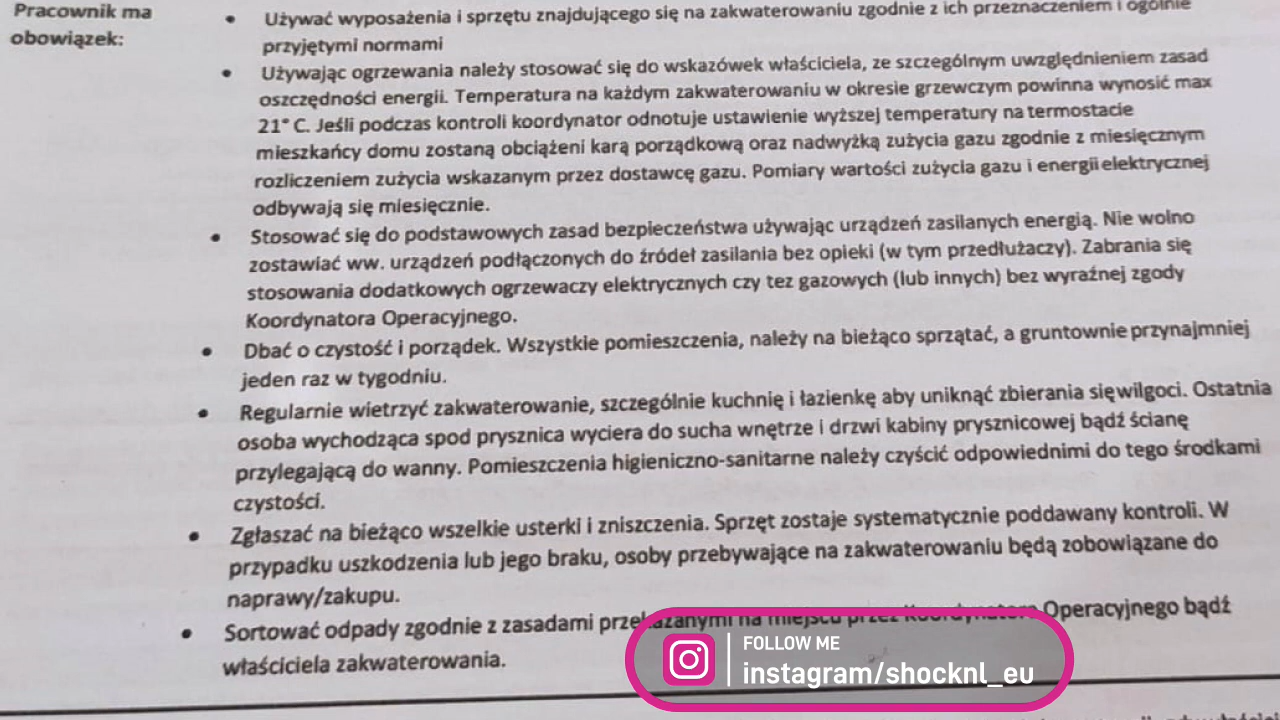 Pracownik ma
obowiązek:
• Używać wyposażenia i sprzętu znajdującego się na zakwaterowaniu zgodnie z ich przeznaczeniem i ogólnie
przyjętymi normami
• Używając ogrzewania należy stosować się do wskazówek właściciela, ze szczególnym uwzględnieniem zasad
oszczędności energii. Temperatura na każdym zakwaterowaniu w okresie grzewczym powinna wynosić max
21° C. Jeśli podczas kontroli koordynator odnotuje ustawienie wyższej temperatury na termostacie
mieszkańcy domu zostaną obciążeni karą porządkową oraz nadwyżką zużycia gazu zgodnie z miesięcznym
rozliczeniem zużycia wskazanym przez dostawcę gazu. Pomiary wartości zużycia gazu i energii elektrycznej
odbywają się miesięcznie.
• Stosować się do podstawowych zasad bezpieczeństwa używając urządzeń zasilanych energią. Nie wolno
zostawiać ww. urządzeń podłączonych do źródeł zasilania bez opieki (w tym przedłużaczy). Zabrania się
stosowania dodatkowych ogrzewaczy elektrycznych czy tez gazowych (lub innych) bez wyraźnej zgody
Koordynatora Operacyjnego.
• Dbać o czystość i porządek. Wszystkie pomieszczenia, należy na bieżąco sprzątać, a gruntownie przynajmniej
jeden raz w tygodniu.
• Regularnie wietrzyć zakwaterowanie, szczególnie kuchnię i łazienkę aby uniknąć zbierania się wilgoci. Ostatnia
osoba wychodząca spod prysznica wyciera do sucha wnętrze i drzwi kabiny prysznicowej bądź ścianę
przylegającą do wanny. Pomieszczenia higieniczno-sanitarne należy czyścić odpowiednimi do tego środkami
czystości.
• Zgłaszać na bieżąco wszelkie usterki i zniszczenia. Sprzęt zostaje systematycznie poddawany kontroli. W
przypadku uszkodzenia lub jego braku, osoby przebywające na zakwaterowaniu będą zobowiązane do
naprawy/zakupu.
• Sortować odpady zgodnie z zasadami przekazanymi na miejscu przez Koordynatora Operacyjnego bądź
właściciela zakwaterowania.
FOLLOW ME
instagram/shocknl_eu